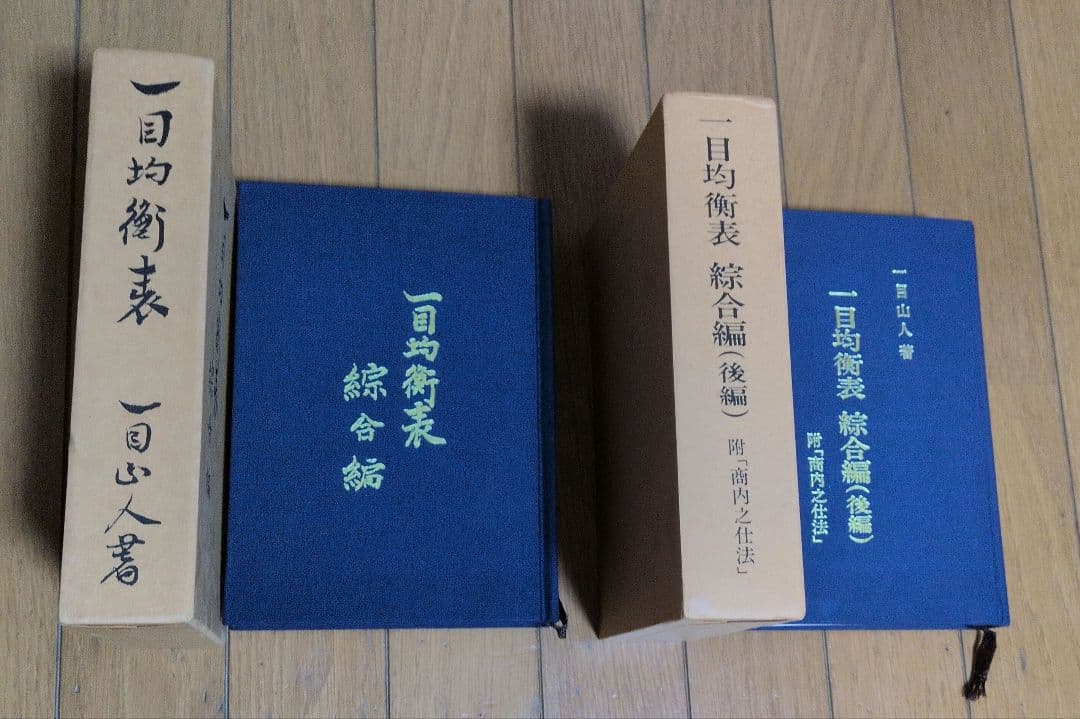 一目均衡表 一目山人著
一目均衡表
綜合編
一目均衡表 綜合編(後編) 附「商内之仕法」
一目山人著
一目均衡表 綜合編(後編)
附「商内之仕法」